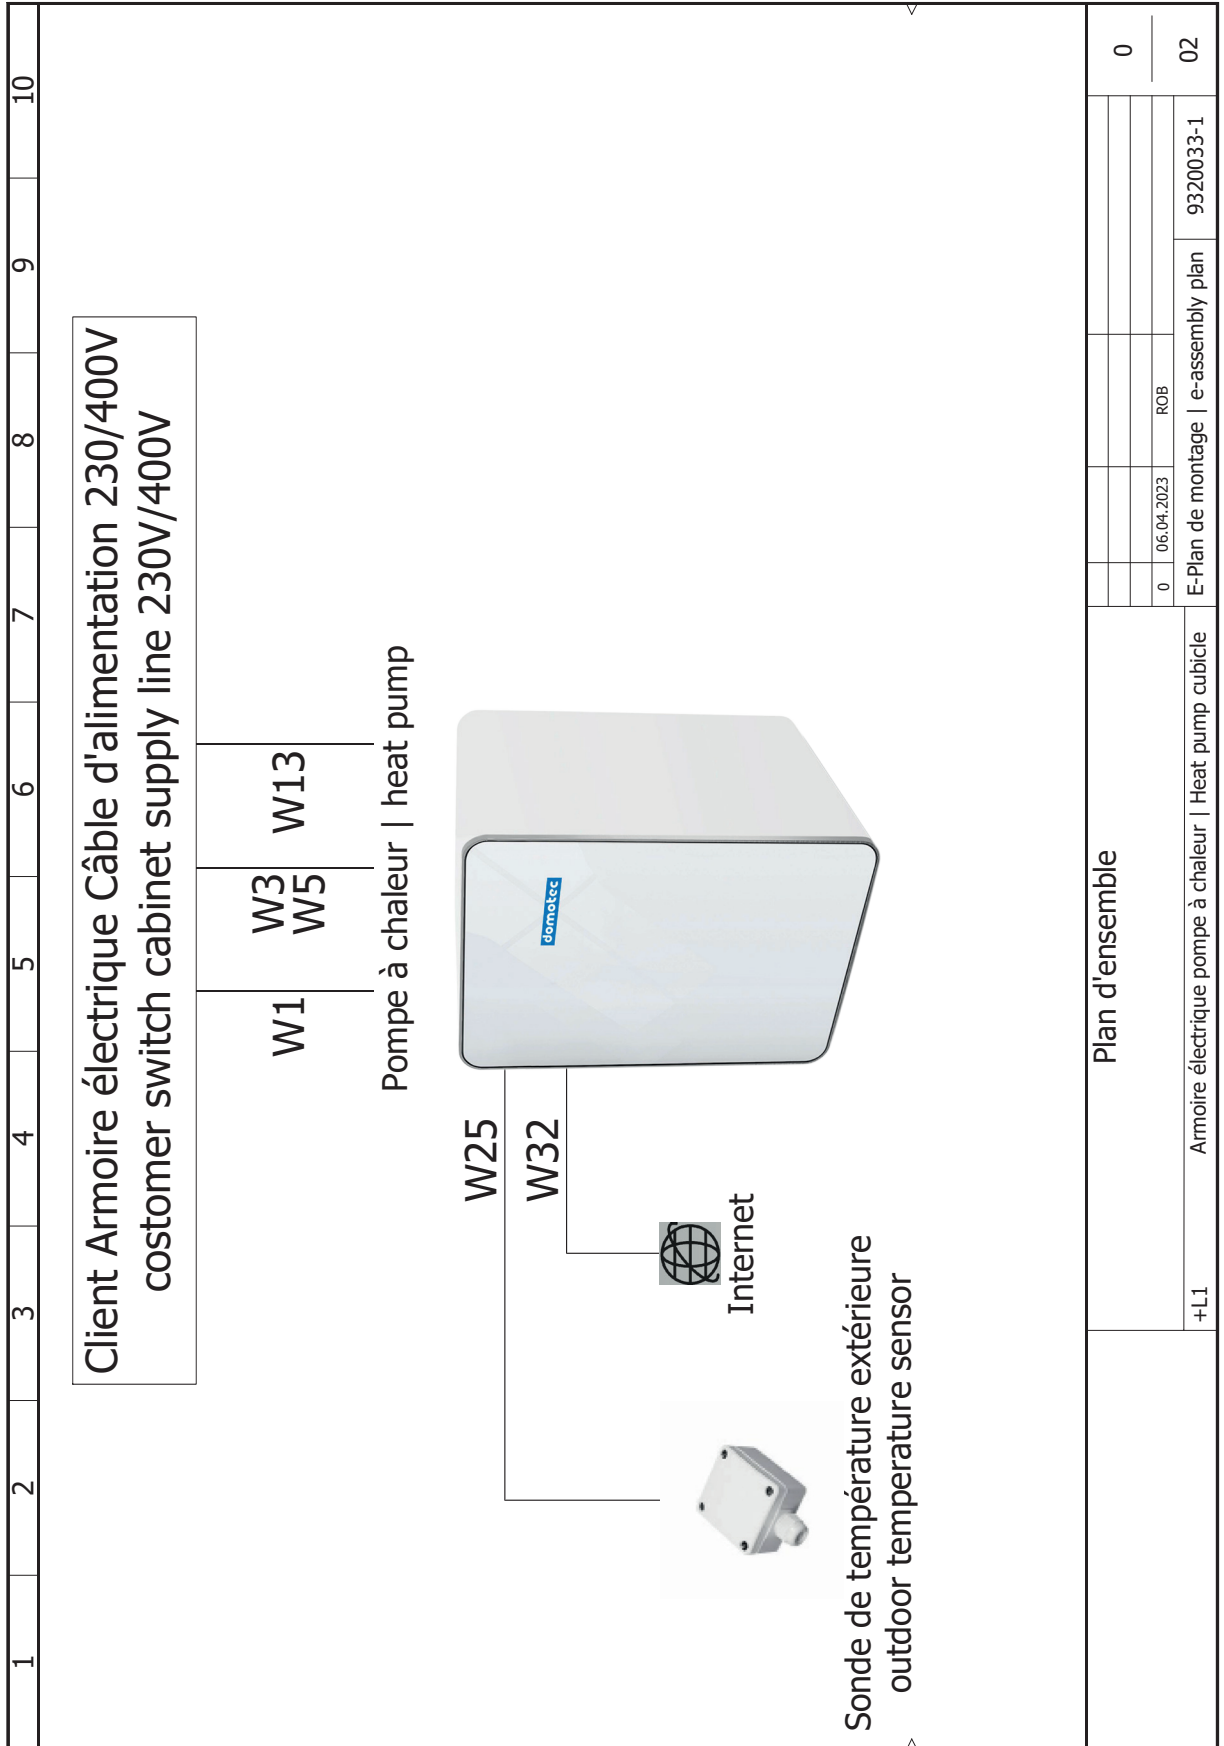 1
2
3
4
5
6
7
8
9
10
Client Armoire électrique Câble d'alimentation 230/400V
costomer switch cabinet supply line 230V/400V
W1
W3
W5
W13
Pompe à chaleur | heat pump
domotec
W25
W32
Internet
Sonde de température extérieure
outdoor temperature sensor
Plan d'ensemble
0
0 06.04.2023 ROB
+L1 Armoire électrique pompe à chaleur | Heat pump cubicle E-Plan de montage | e-assembly plan 9320033-1 02